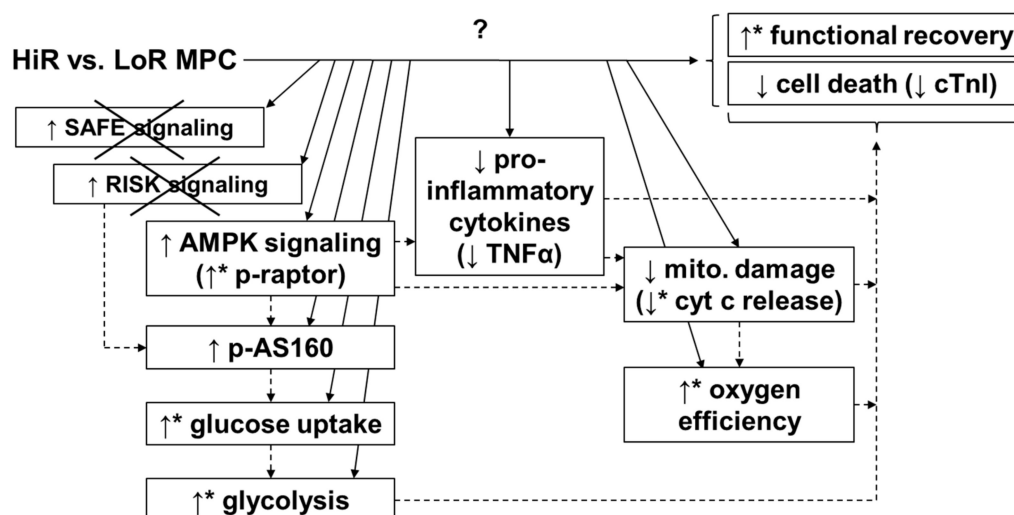 ?
HiR vs. LoR MPC
↑* functional recovery
↓ cell death (↓ cTnI)
↑ SAFE signaling
↑ RISK signaling
↑ AMPK signaling
(↑* p-raptor)
↓ pro-
inflammatory
cytokines
(↓ TNFα)
↓ mito. damage
(↓* cyt c release)
↑ p-AS160
↑* oxygen
efficiency
↑* glucose uptake
↑* glycolysis